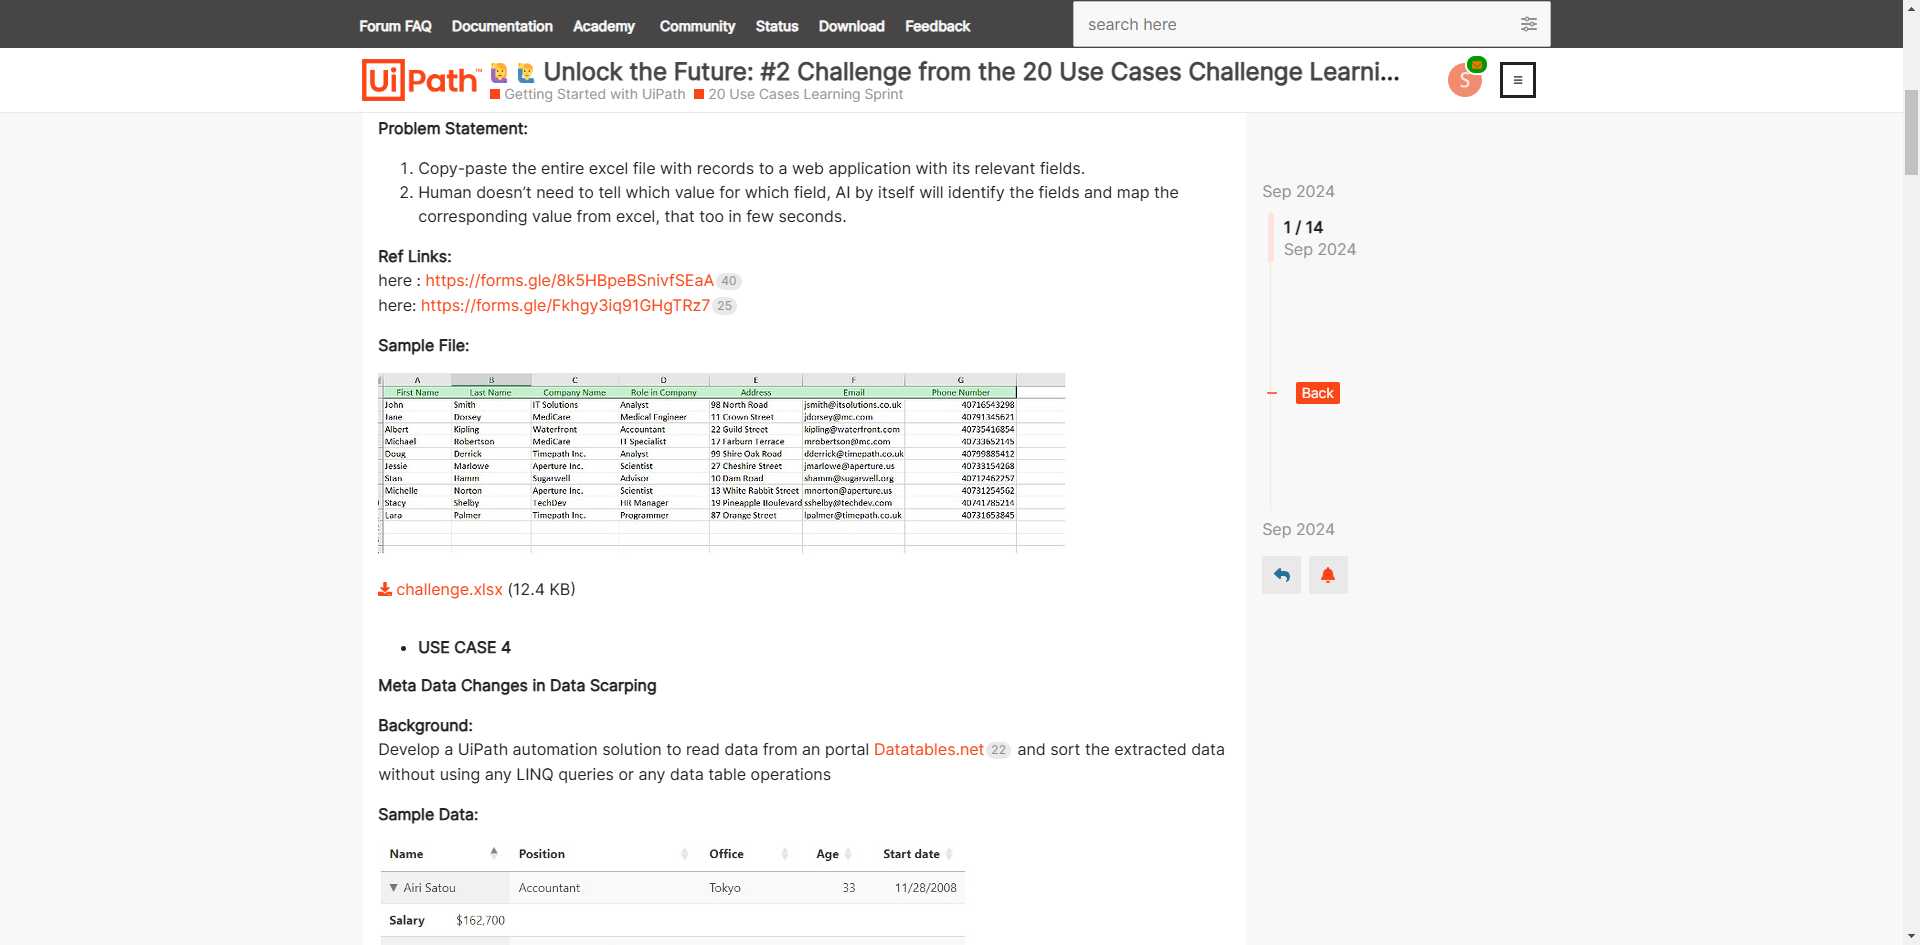 Forum FAQ Documentation Academy Community Status Download Feedback
search here
UiPath™ Unlock the Future: #2 Challenge from the 20 Use Cases Challenge Learni...
Getting Started with UiPath 20 Use Cases Learning Sprint
S
Problem Statement:
1. Copy-paste the entire excel file with records to a web application with its relevant fields.
2. Human doesn’t need to tell which value for which field, AI by itself will identify the fields and map the
corresponding value from excel, that too in few seconds.
Ref Links:
here : https://forms.gle/8k5HBpeBSnivfSEaA 40
here: https://forms.gle/Fkhgy3iq91GHgTRz7 25
Sample File:
A B C D E F G
First Name Last Name Company Name Role in Company Address Email Phone Number
John Smith IT Solutions Analyst 98 North Road jsmith@itsolutions.co.uk 40716543298
Jane Dorsey MediCare Medical Engineer 11 Crown Street jdorsey@mc.com 40791345621
Albert Kipling Waterfront Accountant 22 Guild Street kipling@waterfront.com 40735416854
Michael Robertson MediCare IT Specialist 17 Farburn Terrace mrobertson@mc.com 40733652145
Doug Derrick Timepath Inc. Analyst 99 Shire Oak Road dderrick@timepath.co.uk 40799885412
Jessie Marlowe Aperture Inc. Scientist 27 Cheshire Street jmarlowe@aperture.us 40733154268
Stan Hamm Sugarwell Advisor 10 Dam Road shamm@sugarwell.org 40712462257
Michelle Norton Aperture Inc. Scientist 13 White Rabbit Street mnorton@aperture.us 40731254562
Stacy Shelby TechDev HR Manager 19 Pineapple Boulevard sshelby@techdev.com 40741785214
Lara Palmer Timepath Inc. Programmer 87 Orange Street lpalmer@timepath.co.uk 40731653845
challenge.xlsx (12.4 KB)
• USE CASE 4
Meta Data Changes in Data Scarping
Background:
Develop a UiPath automation solution to read data from an portal Datatables.net 22 and sort the extracted data
without using any LINQ queries or any data table operations
Sample Data:
Name Position Office Age Start date
Airi Satou Accountant Tokyo 33 11/28/2008
Salary $162,700
Sep 2024
1 / 14
Sep 2024
Back
Sep 2024